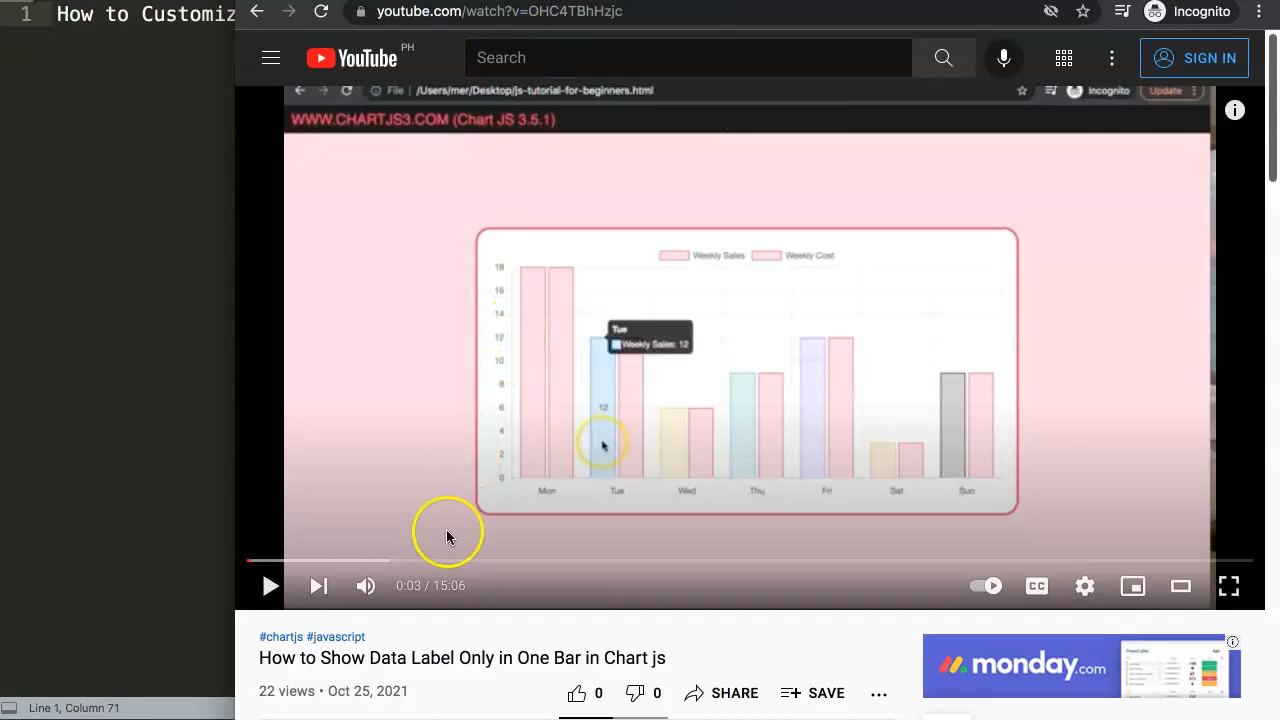 1 How to Customiz
youtube.com/watch?v=OHC4TBhHzjc
Incognito
YouTube PH
Search
SIGN IN
File | /Users/mer/Desktop/js-tutorial-for-beginners.html
Incognito
Update
WWW.CHARTJS3.COM (Chart JS 3.5.1)
Weekly Sales Weekly Cost
18
16
14
12
10
8
6
4
2
0
Tue
Weekly Sales: 12
12
Mon Tue Wed Thu Fri Sat Sun
0:03 / 15:06
CC
#chartjs #javascript
How to Show Data Label Only in One Bar in Chart js
22 views • Oct 25, 2021
0 0 SHARE SAVE
monday.com
Project plan
Line 1, Column 71